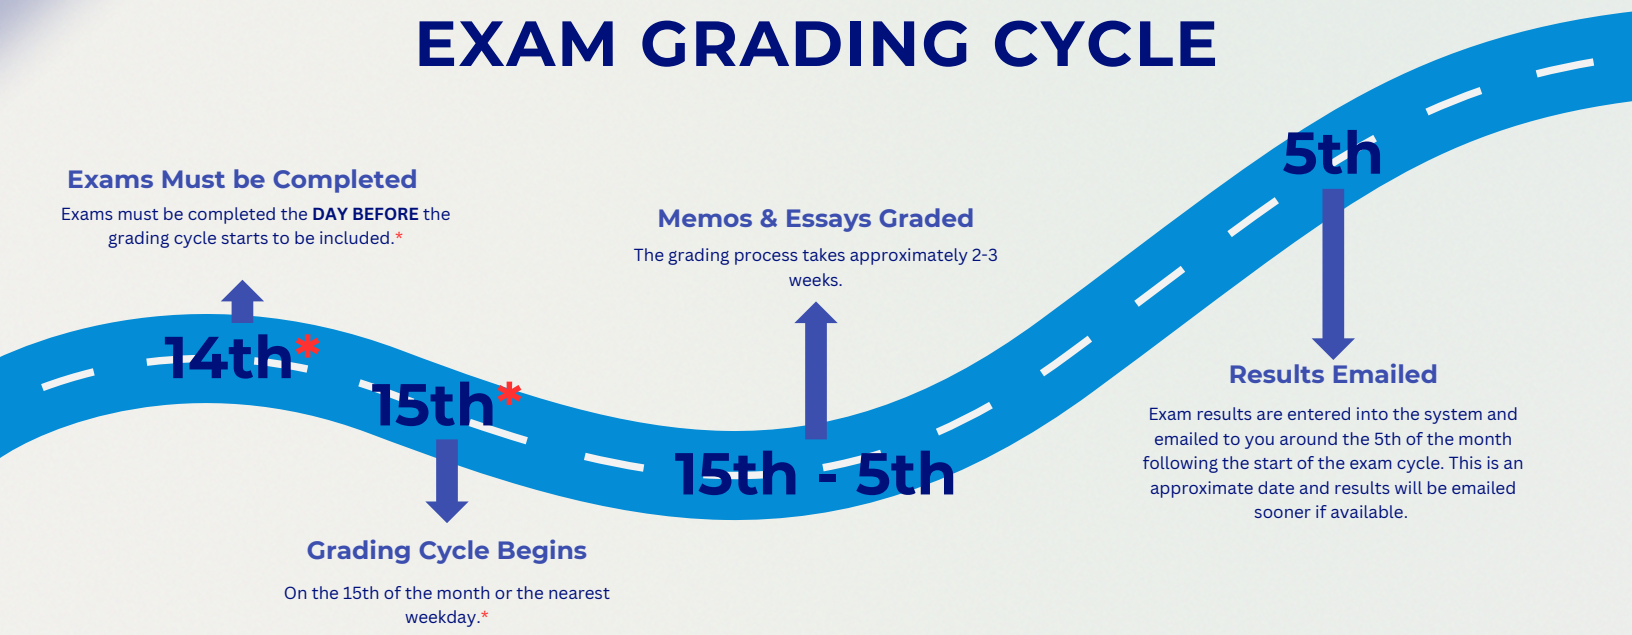 EXAM GRADING CYCLE
Exams Must be Completed
Exams must be completed the DAY BEFORE the
grading cycle starts to be included.*
14th*
15th*
Grading Cycle Begins
On the 15th of the month or the nearest
weekday.*
Memos & Essays Graded
The grading process takes approximately 2-3
weeks.
15th - 5th
5th
Results Emailed
Exam results are entered into the system and
emailed to you around the 5th of the month
following the start of the exam cycle. This is an
approximate date and results will be emailed
sooner if available.